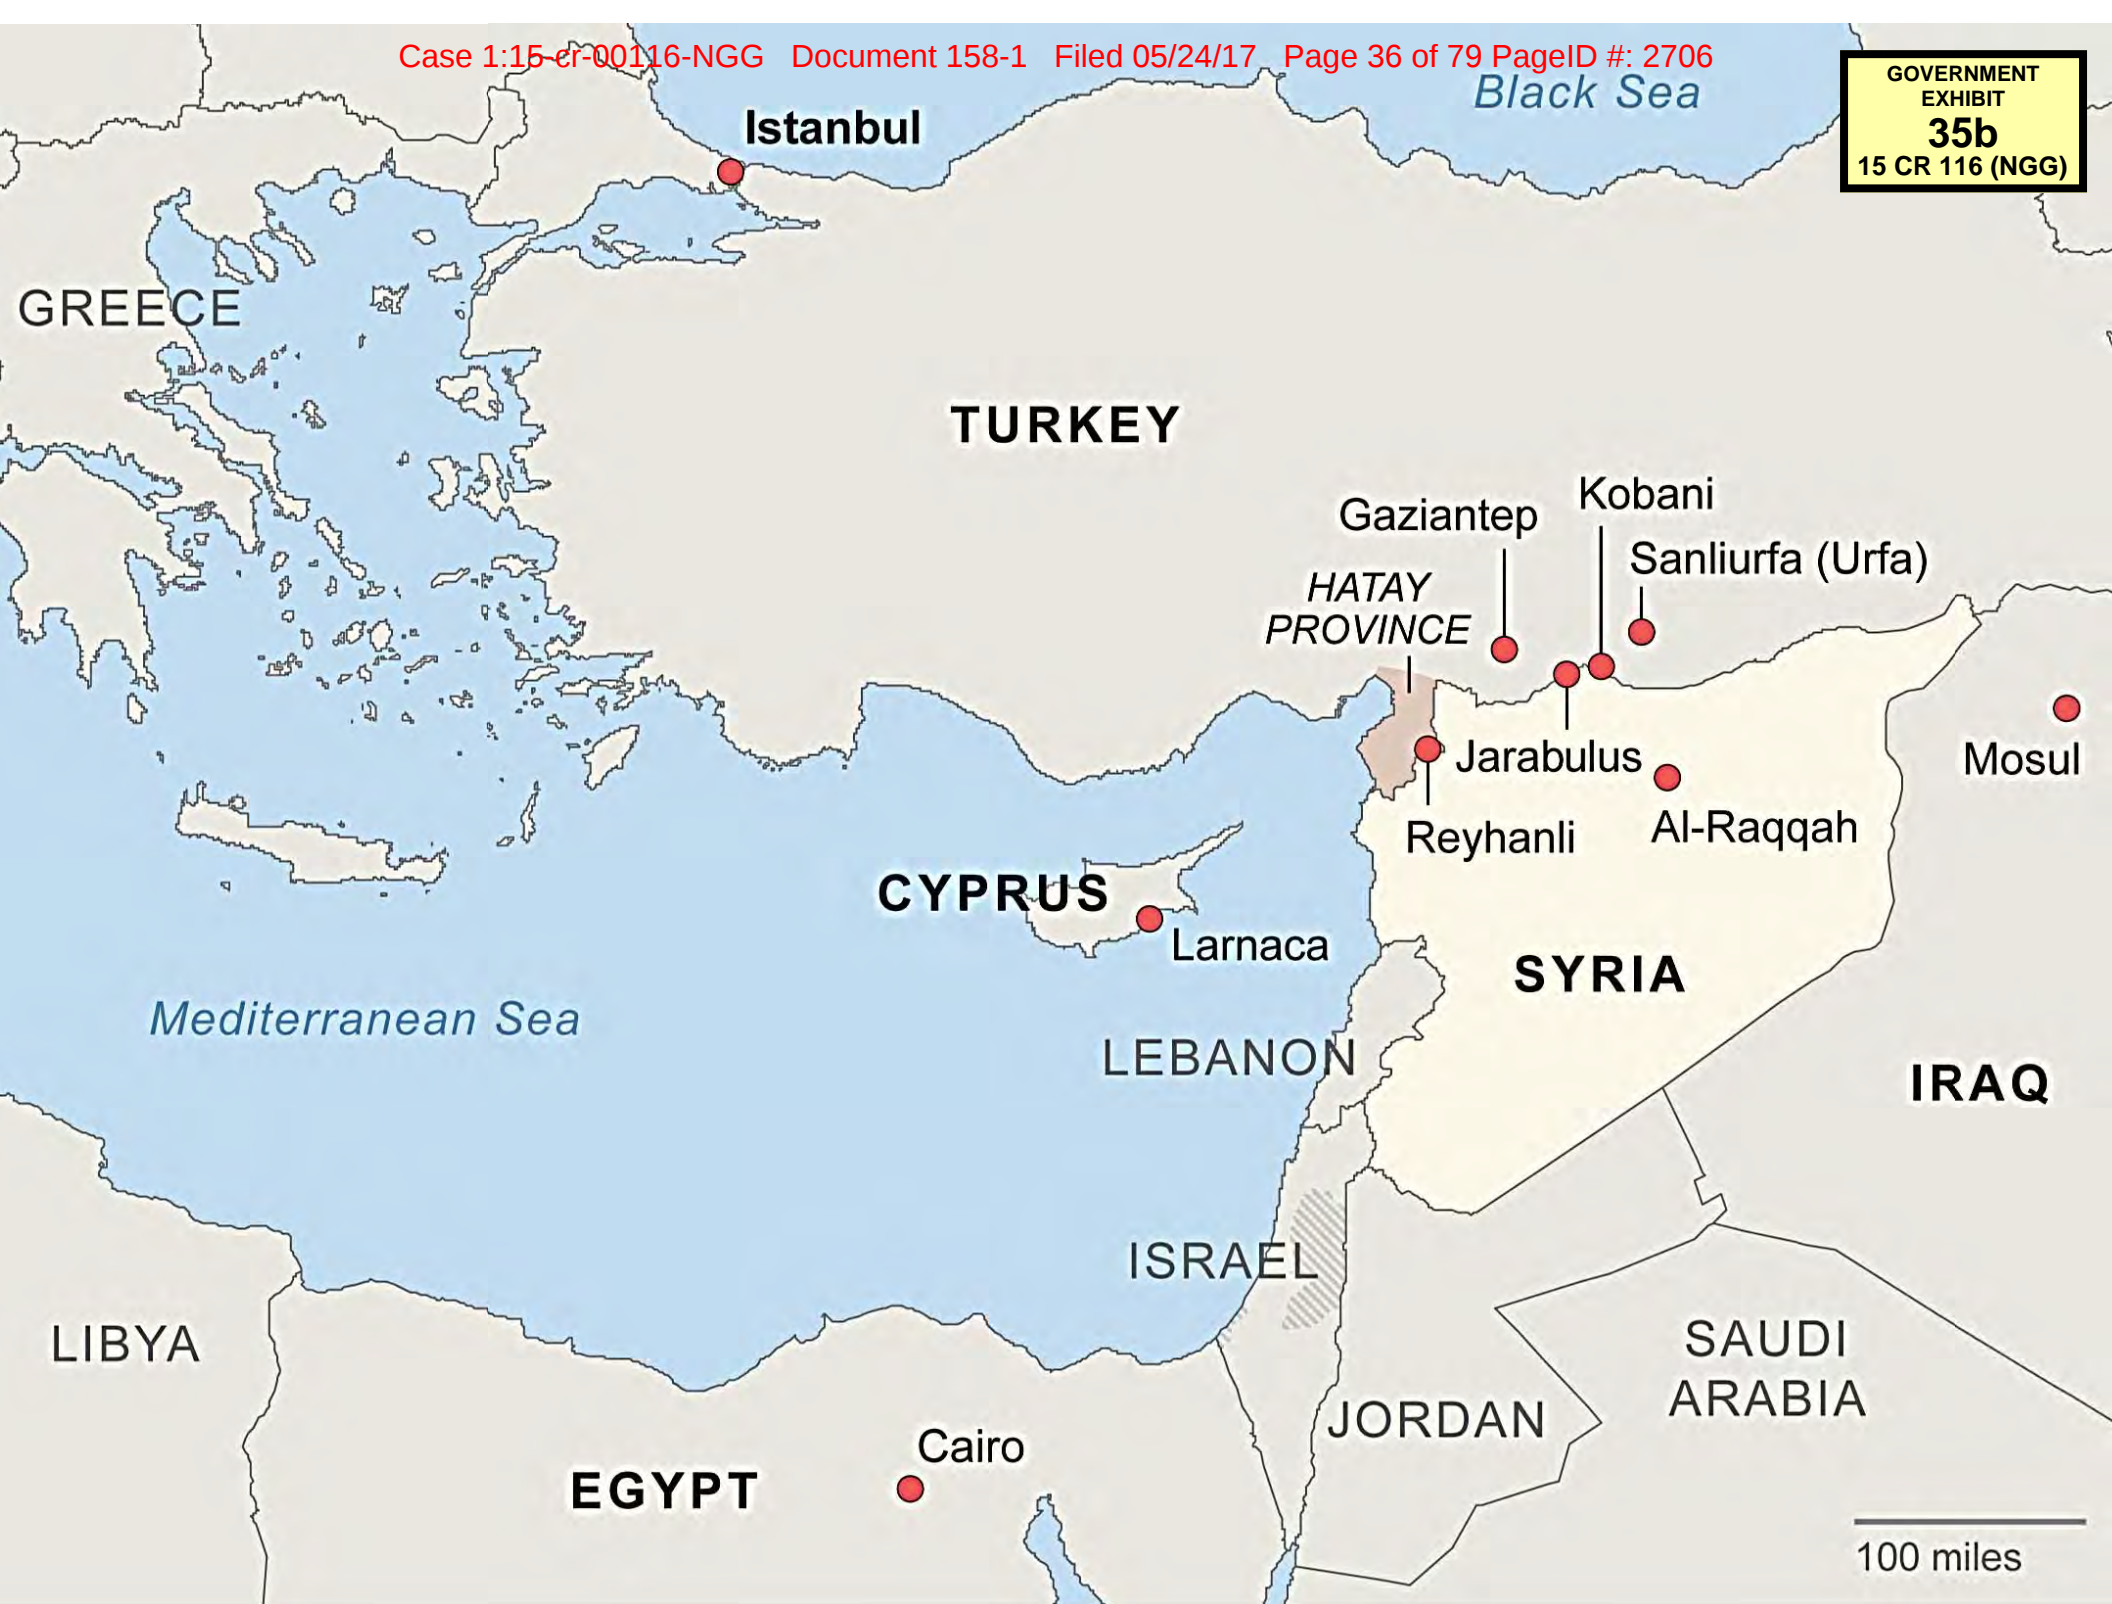 Case 1:15-cr-00116-NGG Document 158-1 Filed 05/24/17 Page 36 of 79 PageID #: 2706
GOVERNMENT
EXHIBIT
35b
15 CR 116 (NGG)
Black Sea
Istanbul
GREECE
TURKEY
Kobani
Gaziantep
Sanliurfa (Urfa)
HATAY
PROVINCE
Jarabulus
Mosul
Reyhanli
Al-Raqqah
CYPRUS
Larnaca
SYRIA
Mediterranean Sea
LEBANON
IRAQ
ISRAEL
LIBYA
SAUDI
ARABIA
JORDAN
Cairo
EGYPT
100 miles